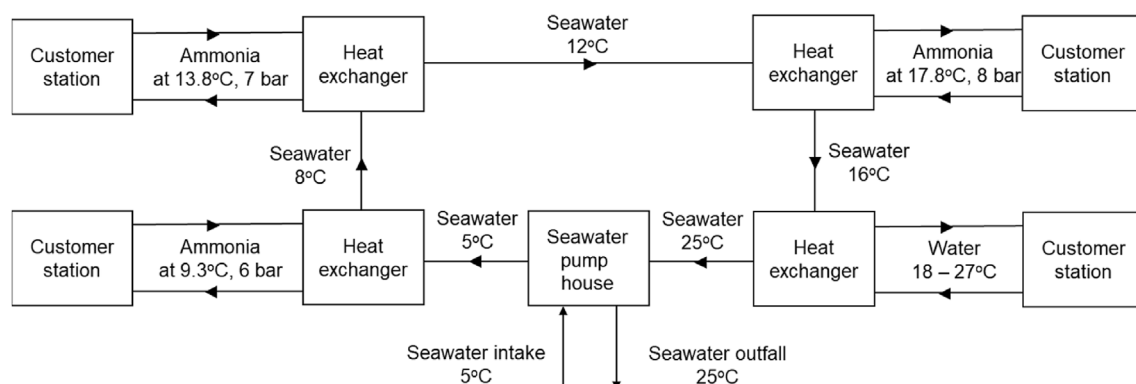 Customer
station
Ammonia
at 13.8°C, 7 bar
Heat
exchanger
Seawater
12°C
Heat
exchanger
Ammonia
at 17.8°C, 8 bar
Customer
station
Seawater
8°C
Seawater
16°C
Customer
station
Ammonia
at 9.3°C, 6 bar
Heat
exchanger
Seawater
5°C
Seawater
pump
house
Seawater
25°C
Heat
exchanger
Water
18 – 27°C
Customer
station
Seawater intake
5°C
Seawater outfall
25°C